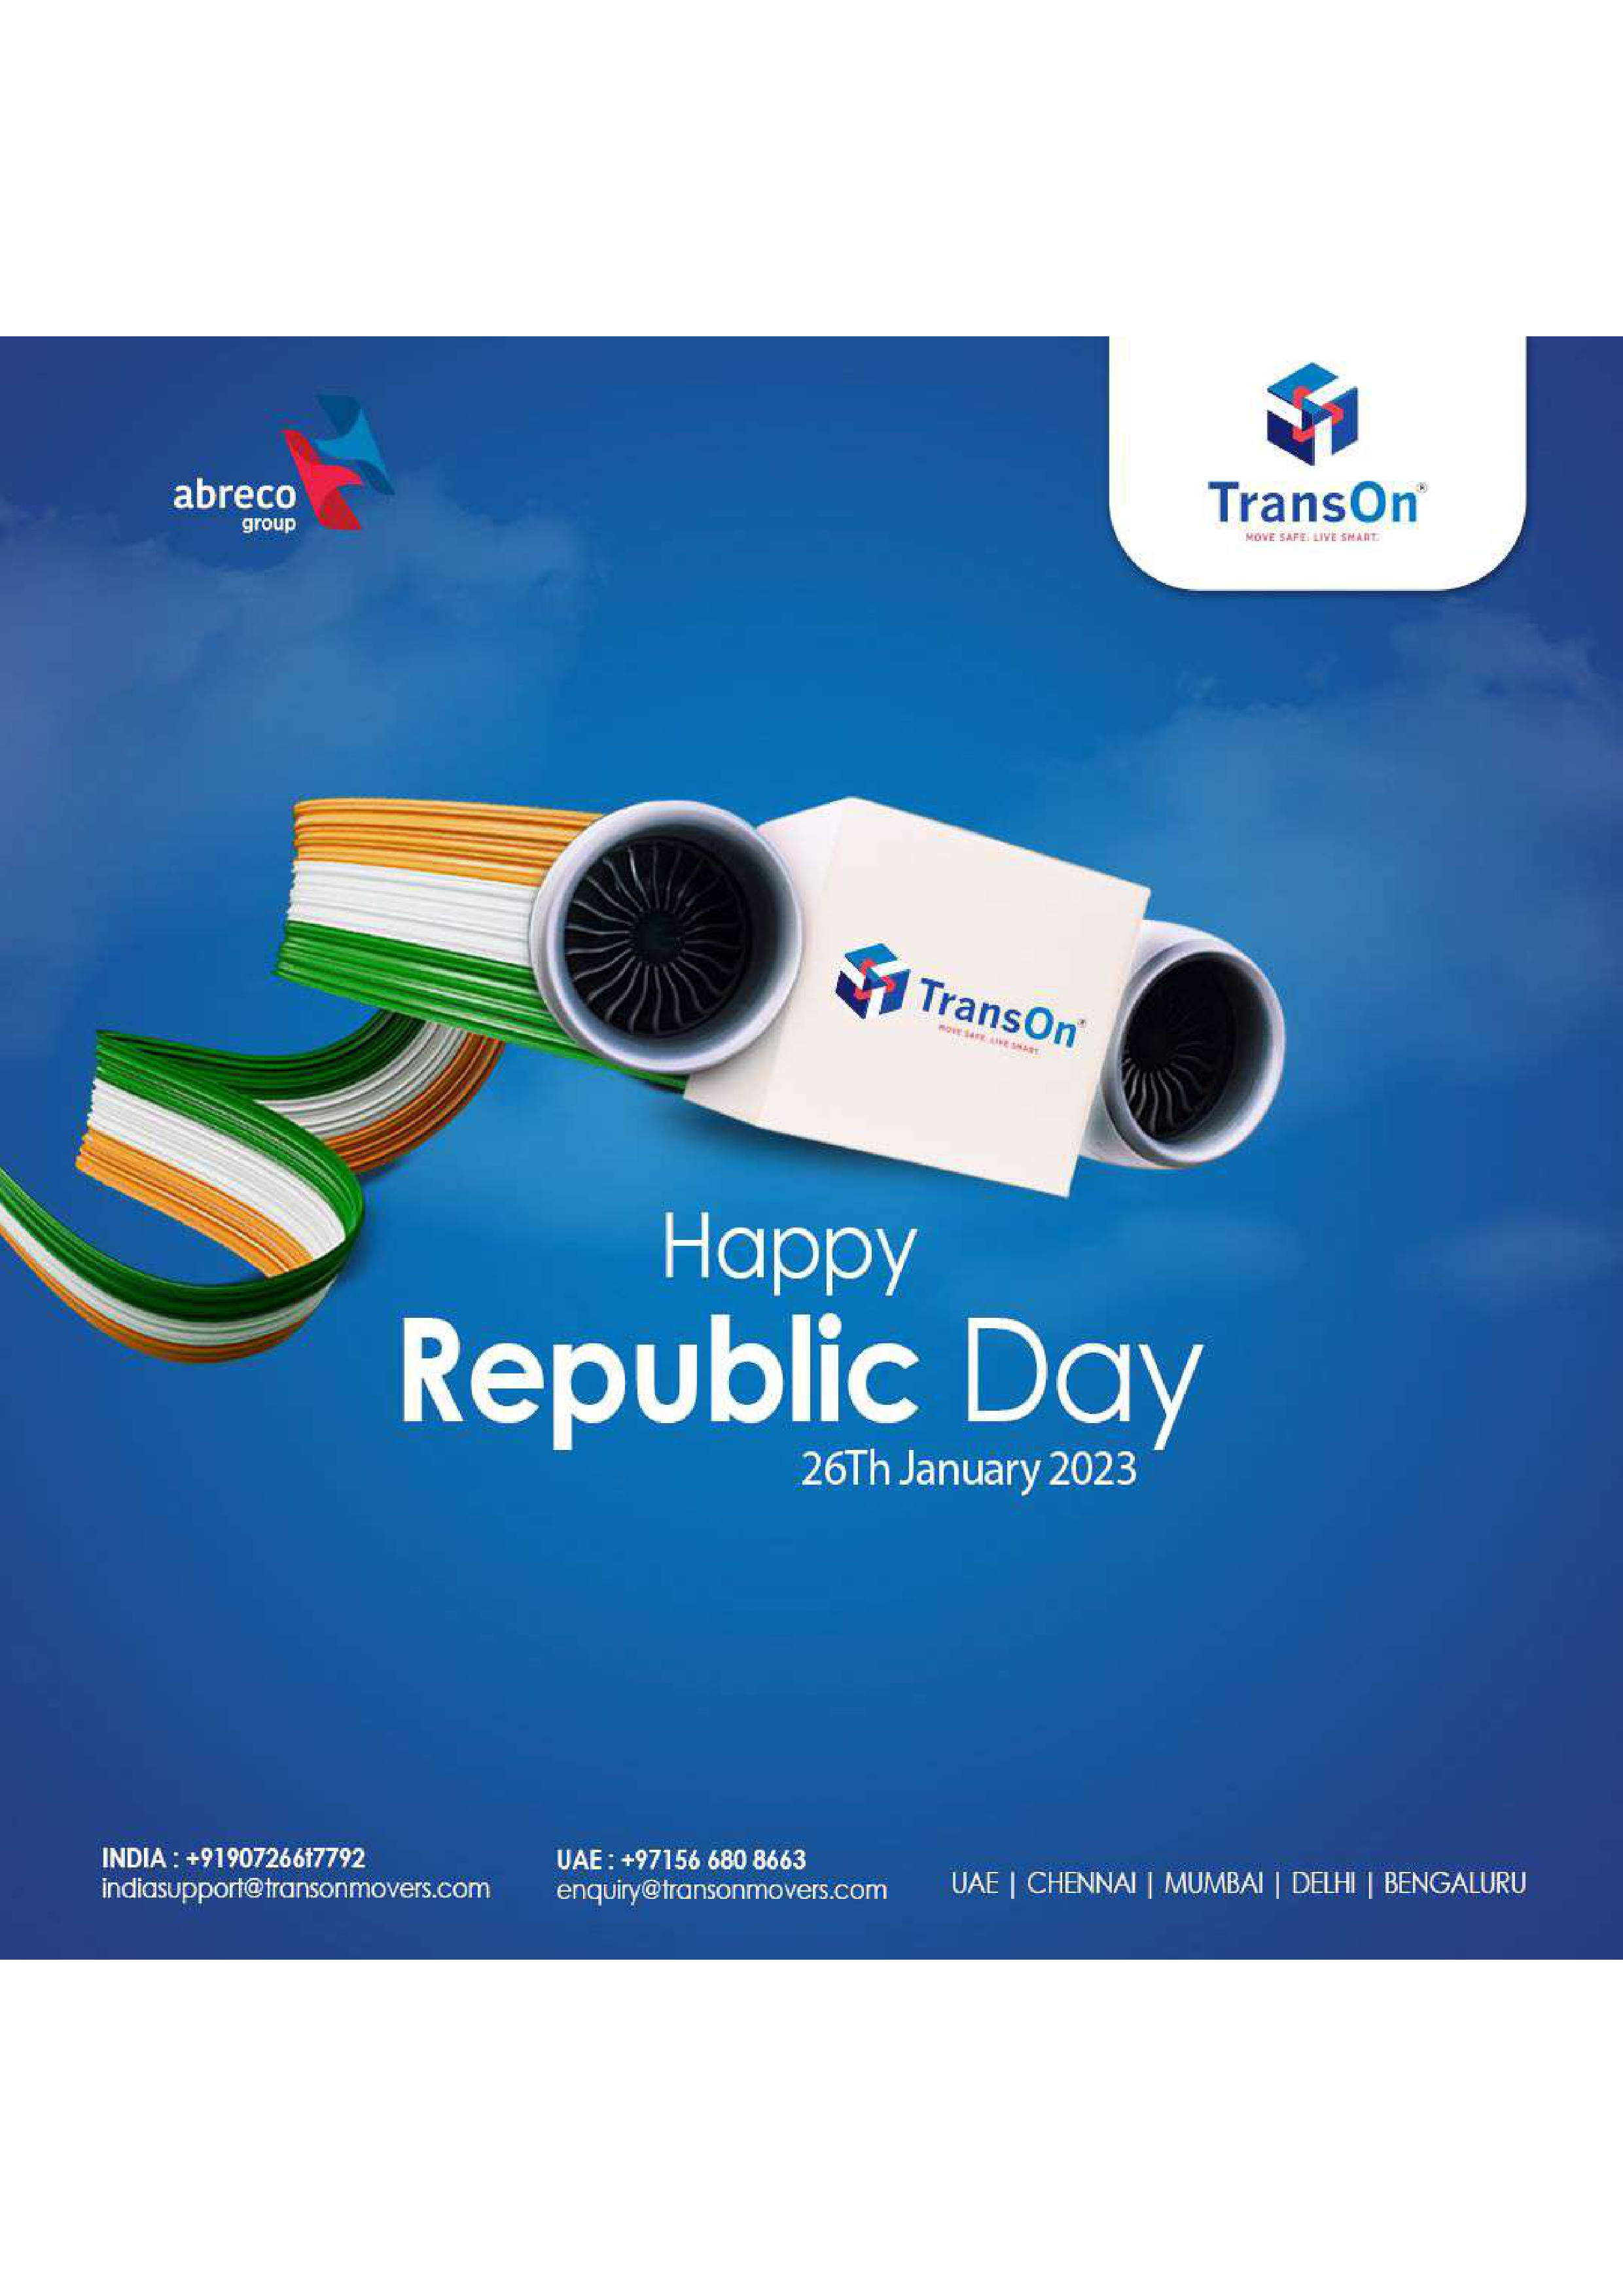 abreco
group
TransOn®
MOVE SAFE. LIVE SMART.
TransOn®
MOVE SAFE. LIVE SMART.
Happy
Republic Day
26Th January 2023
INDIA : +91907266t7792
indiasupport@transonmovers.com
UAE : +97156 680 8663
enquiry@transonmovers.com
UAE | CHENNAI | MUMBAI | DELHI | BENGALURU